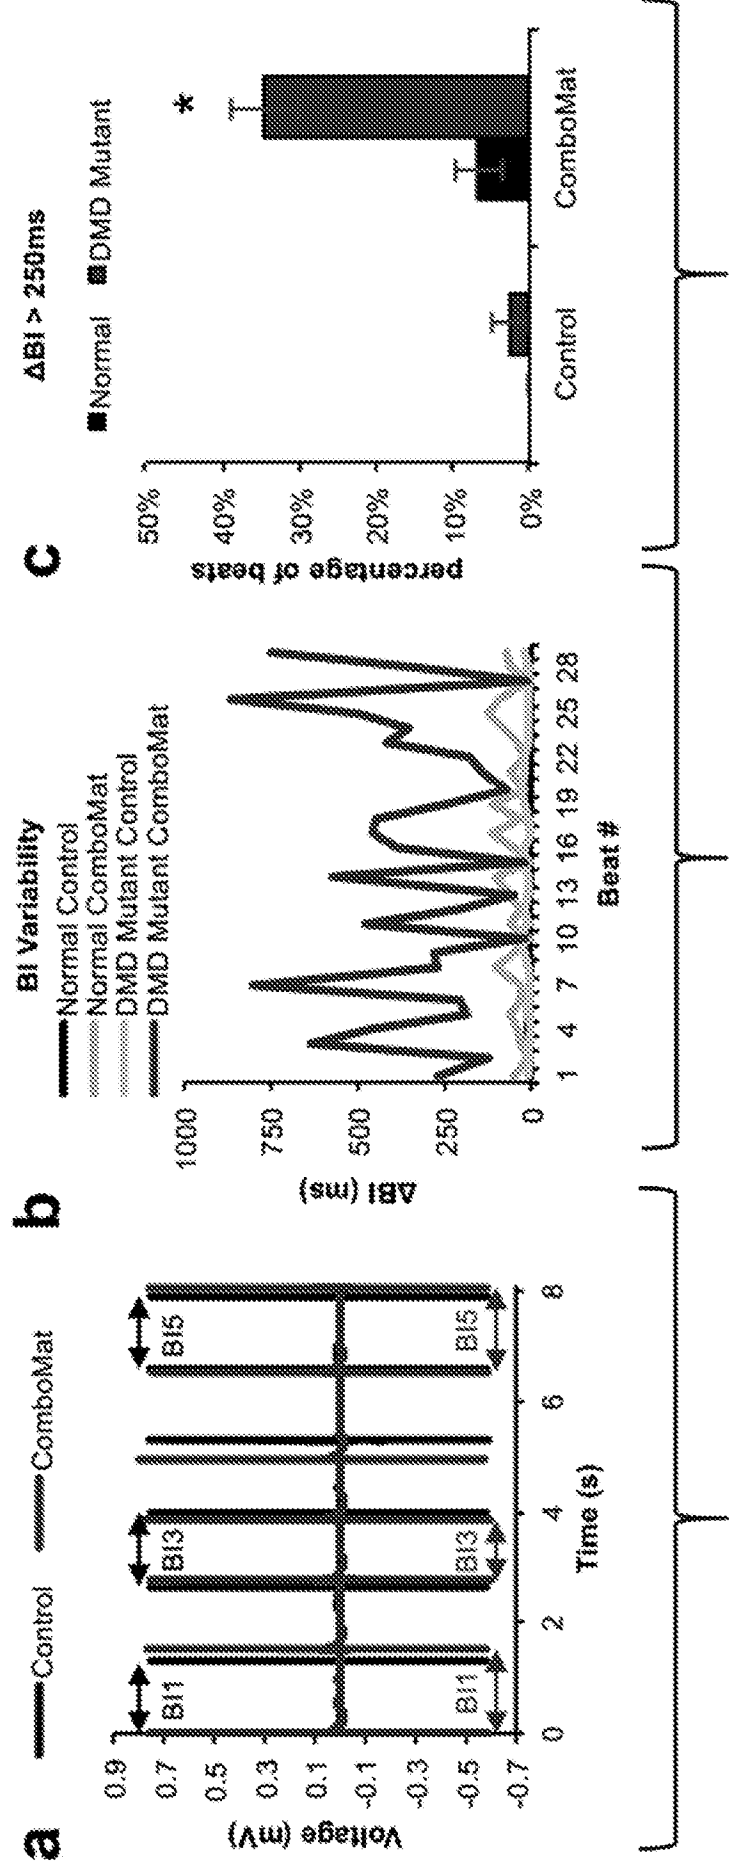 a
Control
ComboMat
0.9
0.7
0.5
0.3
0.1
-0.1
-0.3
-0.5
-0.7
Voltage (mV)
BI1
BI3
BI5
BI1
BI3
BI5
0
2
4
6
8
Time (s)
b
BI Variability
Normal Control
Normal ComboMat
DMD Mutant Control
DMD Mutant ComboMat
1000
750
500
250
0
ΔBI (ms)
1
4
7
10
13
16
19
22
25
28
Beat #
c
ΔBI > 250ms
Normal
DMD Mutant
50%
40%
30%
20%
10%
0%
percentage of beats
*
Control
ComboMat